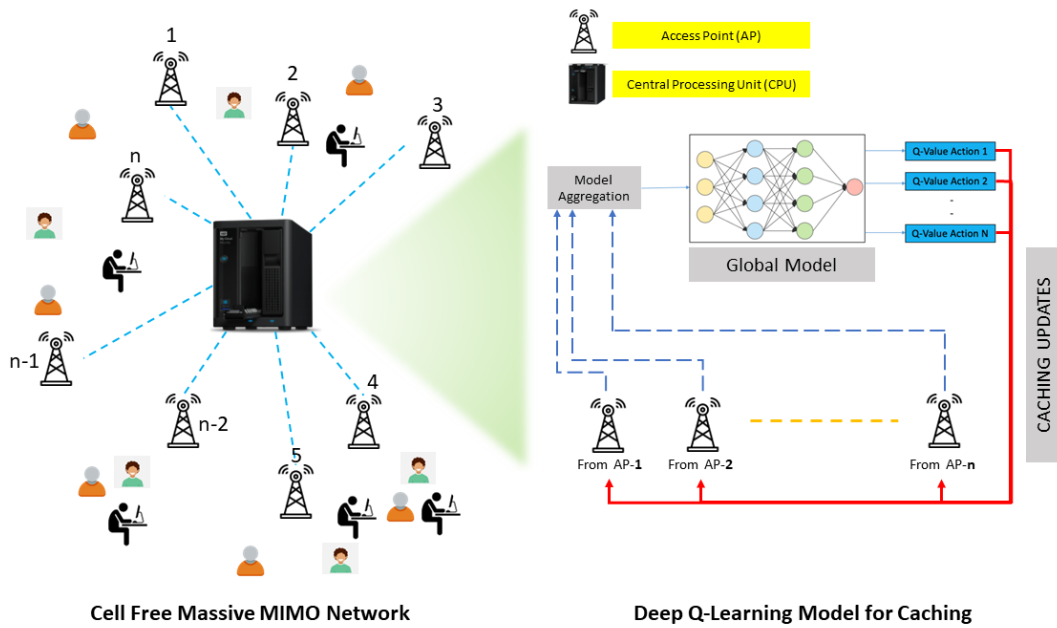 1
2
3
n
n-1
n-2
4
5
Cell Free Massive MIMO Network
Access Point (AP)
Central Processing Unit (CPU)
Model
Aggregation
Global Model
Q-Value Action 1
Q-Value Action 2
-
-
Q-Value Action N
CACHING UPDATES
From AP-1
From AP-2
From AP-n
Deep Q-Learning Model for Caching